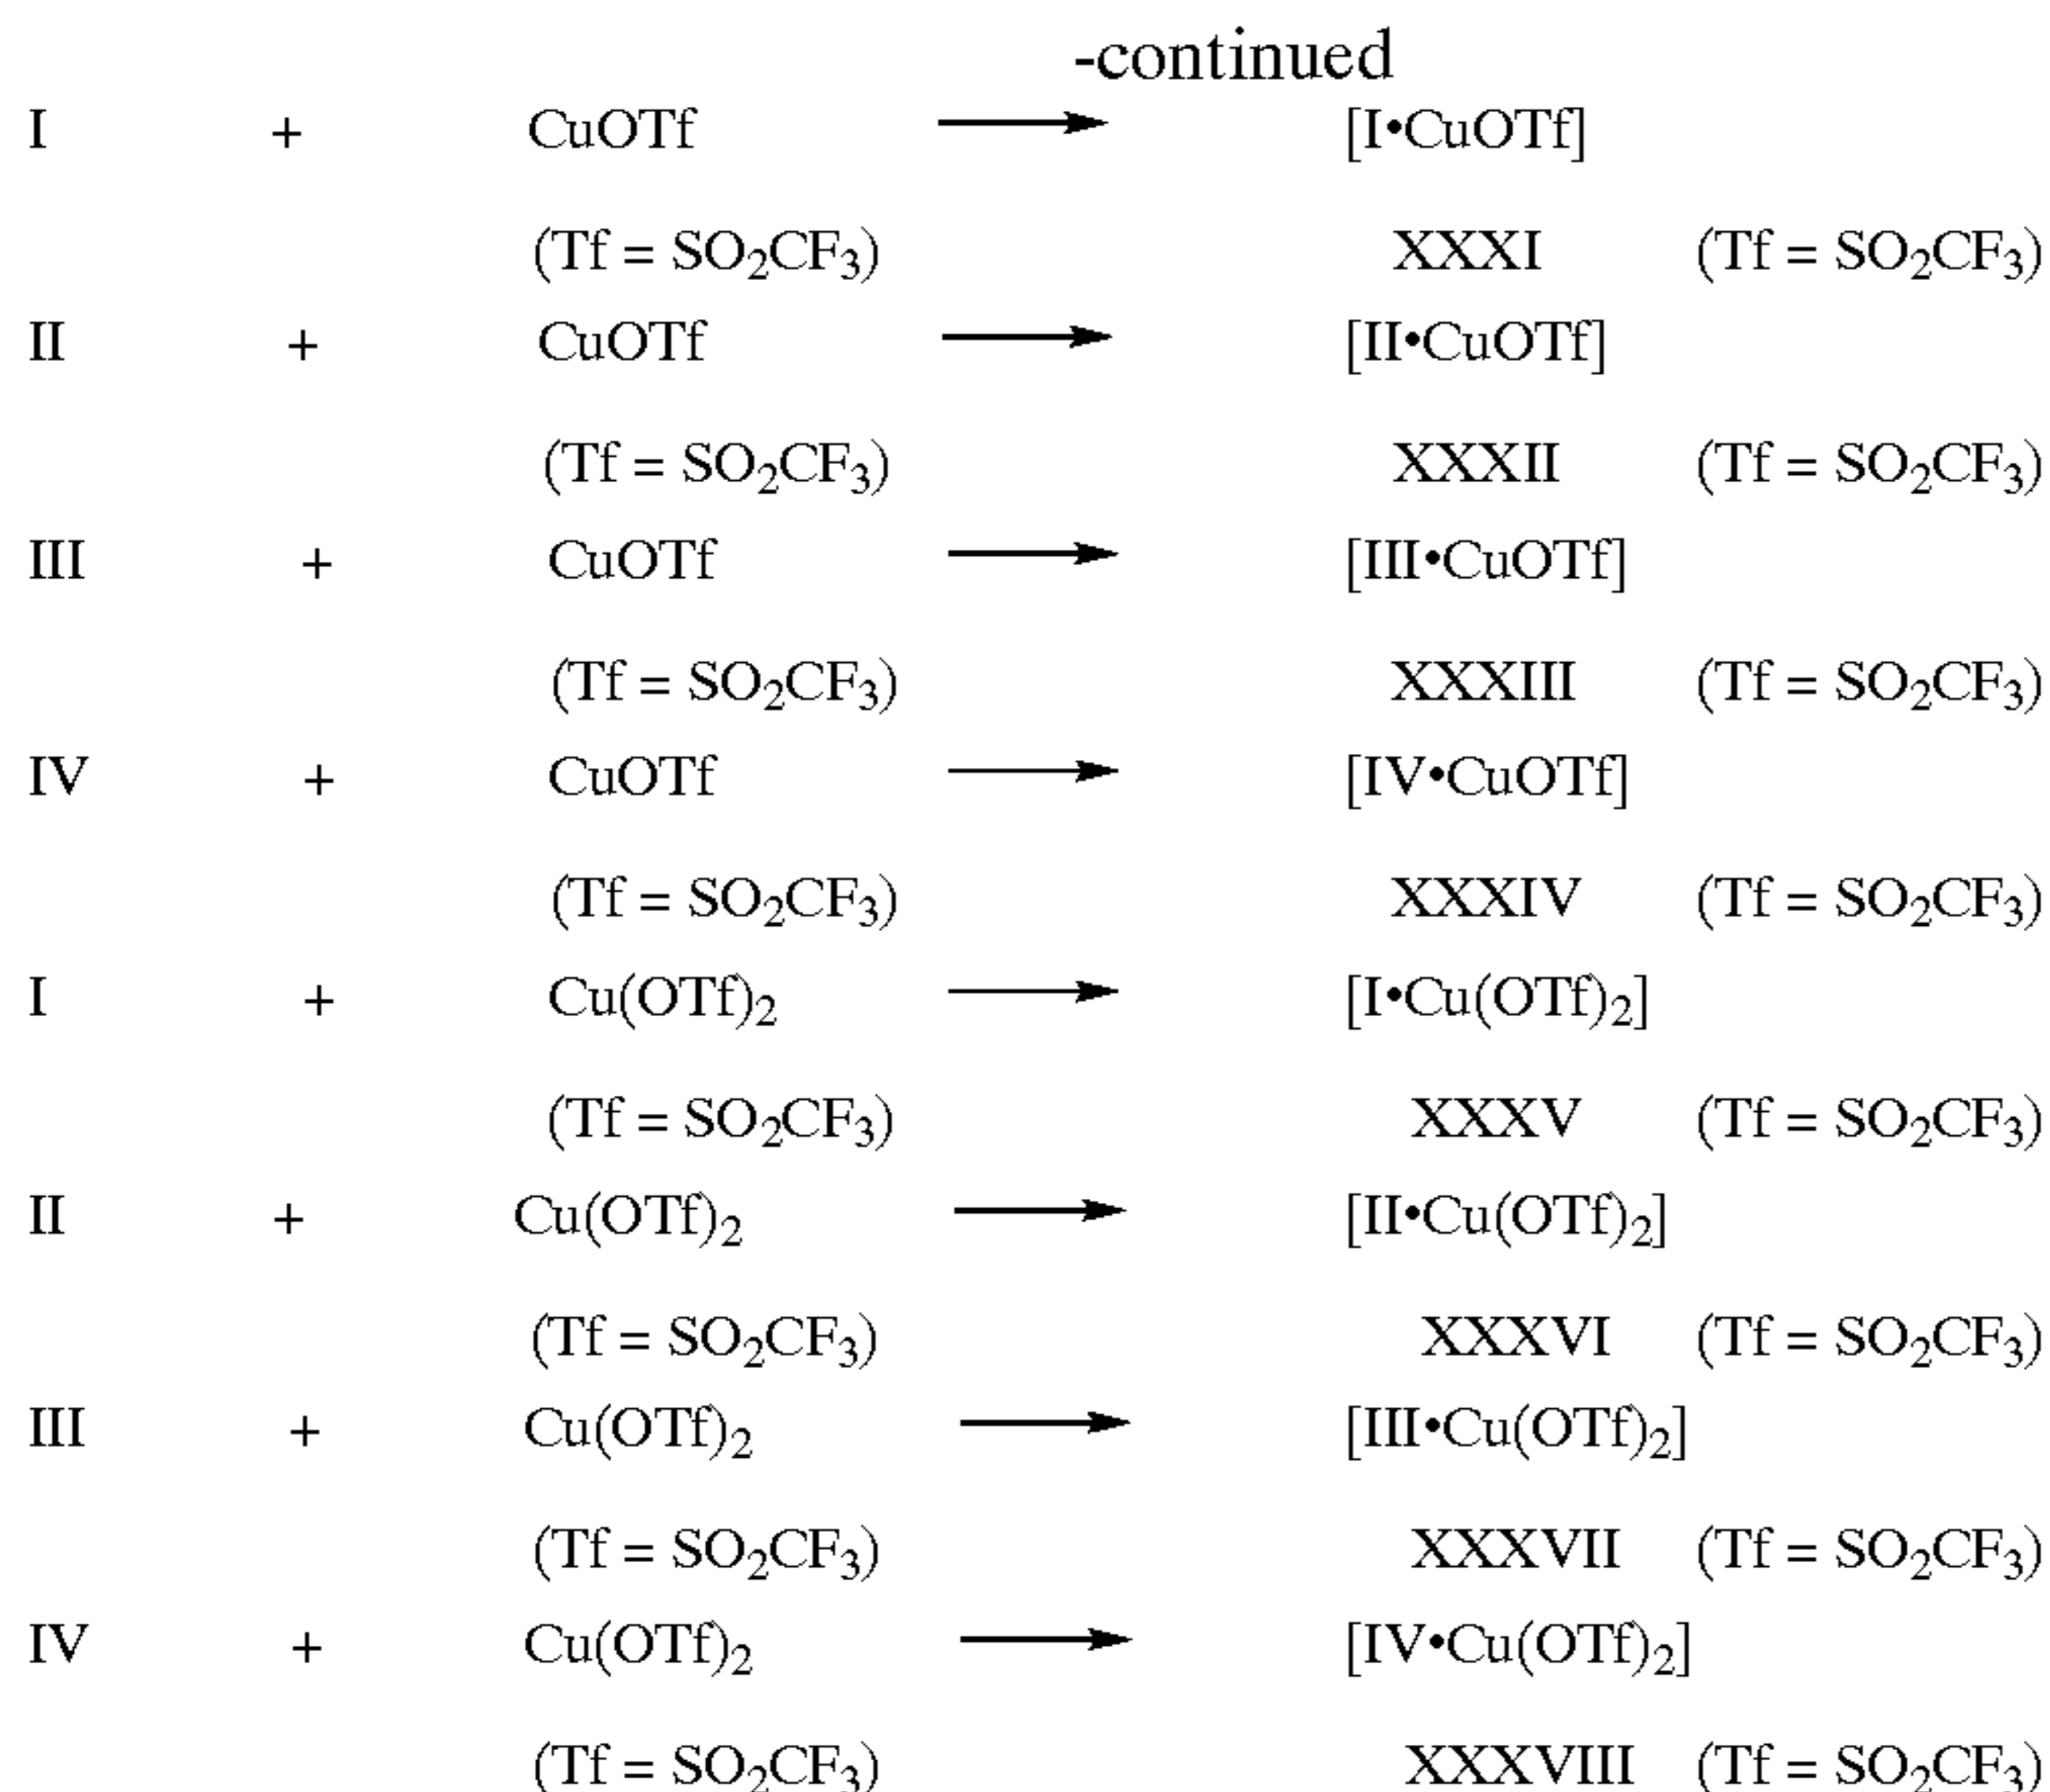 -continued
I + CuOTf ⟶ [I•CuOTf]
(Tf = SO₂CF₃) XXXI (Tf = SO₂CF₃)
II + CuOTf ⟶ [II•CuOTf]
(Tf = SO₂CF₃) XXXII (Tf = SO₂CF₃)
III + CuOTf ⟶ [III•CuOTf]
(Tf = SO₂CF₃) XXXIII (Tf = SO₂CF₃)
IV + CuOTf ⟶ [IV•CuOTf]
(Tf = SO₂CF₃) XXXIV (Tf = SO₂CF₃)
I + Cu(OTf)₂ ⟶ [I•Cu(OTf)₂]
(Tf = SO₂CF₃) XXXV (Tf = SO₂CF₃)
II + Cu(OTf)₂ ⟶ [II•Cu(OTf)₂]
(Tf = SO₂CF₃) XXXVI (Tf = SO₂CF₃)
III + Cu(OTf)₂ ⟶ [III•Cu(OTf)₂]
(Tf = SO₂CF₃) XXXVII (Tf = SO₂CF₃)
IV + Cu(OTf)₂ ⟶ [IV•Cu(OTf)₂]
(Tf = SO₂CF₃) XXXVIII (Tf = SO₂CF₃)